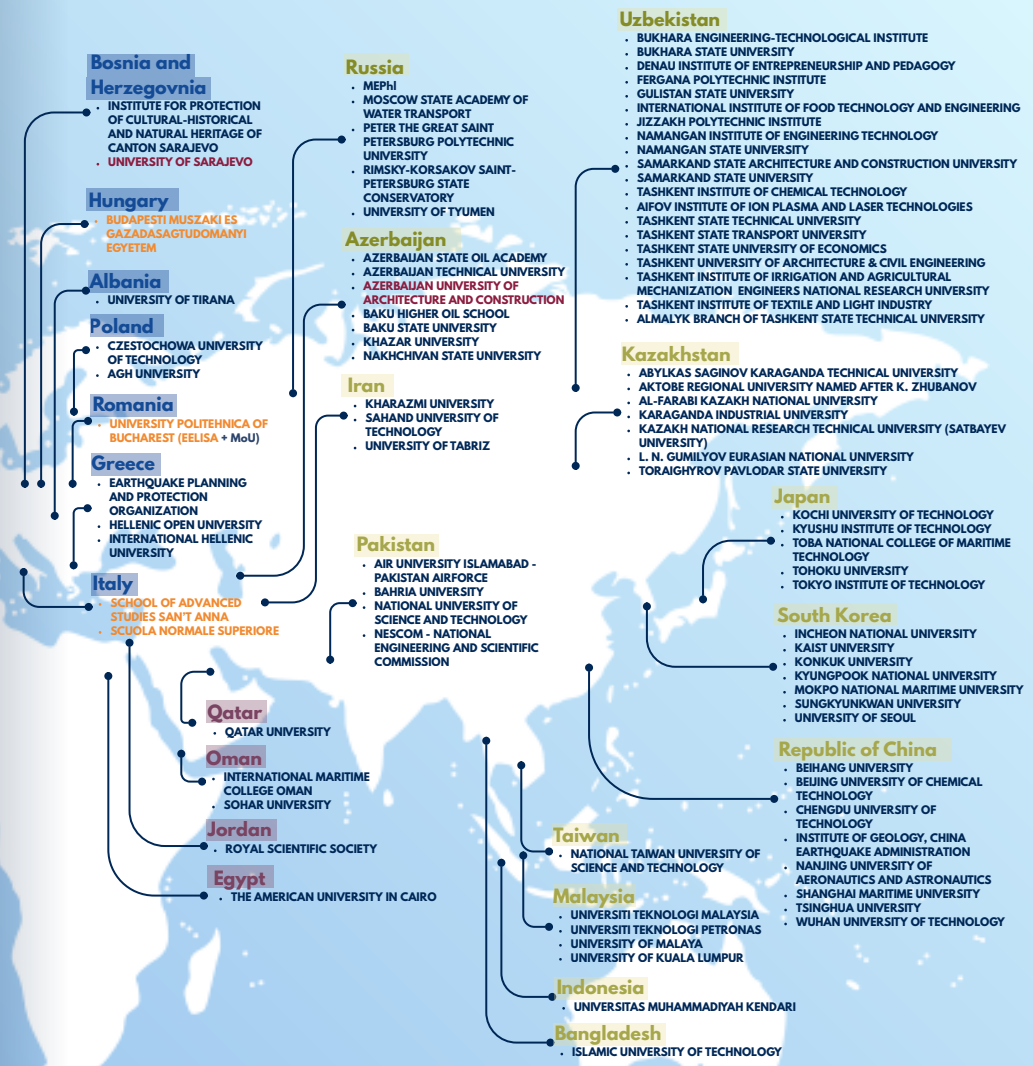 Bosnia and
Herzegovnia
• INSTITUTE FOR PROTECTION
OF CULTURAL-HISTORICAL
AND NATURAL HERITAGE OF
CANTON SARAJEVO
• UNIVERSITY OF SARAJEVO
Hungary
• BUDAPESTI MUSZAKI ES
GAZADASAGTUDOMANYI
EGYETEM
Albania
• UNIVERSITY OF TIRANA
Poland
• CZESTOCHOWA UNIVERSITY
OF TECHNOLOGY
• AGH UNIVERSITY
Romania
• UNIVERSITY POLITEHNICA OF
BUCHAREST (EELISA + MoU)
Greece
• EARTHQUAKE PLANNING
AND PROTECTION
ORGANIZATION
• HELLENIC OPEN UNIVERSITY
• INTERNATIONAL HELLENIC
UNIVERSITY
Italy
• SCHOOL OF ADVANCED
STUDIES SAN'T ANNA
• SCUOLA NORMALE SUPERIORE
Qatar
• QATAR UNIVERSITY
Oman
• INTERNATIONAL MARITIME
COLLEGE OMAN
• SOHAR UNIVERSITY
Jordan
• ROYAL SCIENTIFIC SOCIETY
Egypt
• THE AMERICAN UNIVERSITY IN CAIRO
Russia
• MEPhI
• MOSCOW STATE ACADEMY OF
WATER TRANSPORT
• PETER THE GREAT SAINT
• PETERSBURG POLYTECHNIC
UNIVERSITY
• RIMSKY-KORSAKOV SAINT-
PETERSBURG STATE
CONSERVATORY
• UNIVERSITY OF TYUMEN
Azerbaijan
• AZERBAIJAN STATE OIL ACADEMY
• AZERBAIJAN TECHNICAL UNIVERSITY
• AZERBAIJAN UNIVERSITY OF
ARCHITECTURE AND CONSTRUCTION
• BAKU HIGHER OIL SCHOOL
• BAKU STATE UNIVERSITY
• KHAZAR UNIVERSITY
• NAKHCHIVAN STATE UNIVERSITY
Iran
• KHARAZMI UNIVERSITY
• SAHAND UNIVERSITY OF
TECHNOLOGY
• UNIVERSITY OF TABRIZ
Pakistan
• AIR UNIVERSITY ISLAMABAD -
PAKISTAN AIRFORCE
• BAHRIA UNIVERSITY
• NATIONAL UNIVERSITY OF
SCIENCE AND TECHNOLOGY
• NESCOM - NATIONAL
ENGINEERING AND SCIENTIFIC
COMMISSION
Uzbekistan
• BUKHARA ENGINEERING-TECHNOLOGICAL INSTITUTE
• BUKHARA STATE UNIVERSITY
• DENAU INSTITUTE OF ENTREPRENEURSHIP AND PEDAGOGY
• FERGANA POLYTECHNIC INSTITUTE
• GULISTAN STATE UNIVERSITY
• INTERNATIONAL INSTITUTE OF FOOD TECHNOLOGY AND ENGINEERING
• JIZZAKH POLYTECHNIC INSTITUTE
• NAMANGAN INSTITUTE OF ENGINEERING TECHNOLOGY
• NAMANGAN STATE UNIVERSITY
• SAMARKAND STATE ARCHITECTURE AND CONSTRUCTION UNIVERSITY
• SAMARKAND STATE UNIVERSITY
• TASHKENT INSTITUTE OF CHEMICAL TECHNOLOGY
• AIFOV INSTITUTE OF ION PLASMA AND LASER TECHNOLOGIES
• TASHKENT STATE TECHNICAL UNIVERSITY
• TASHKENT STATE TRANSPORT UNIVERSITY
• TASHKENT STATE UNIVERSITY OF ECONOMICS
• TASHKENT UNIVERSITY OF ARCHITECTURE & CIVIL ENGINEERING
• TASHKENT INSTITUTE OF IRRIGATION AND AGRICULTURAL
MECHANIZATION ENGINEERS NATIONAL RESEARCH UNIVERSITY
• TASHKENT INSTITUTE OF TEXTILE AND LIGHT INDUSTRY
• ALMALYK BRANCH OF TASHKENT STATE TECHNICAL UNIVERSITY
Kazakhstan
• ABYLKAS SAGINOV KARAGANDA TECHNICAL UNIVERSITY
• AKTOBE REGIONAL UNIVERSITY NAMED AFTER K. ZHUBANOV
• AL-FARABI KAZAKH NATIONAL UNIVERSITY
• KARAGANDA INDUSTRIAL UNIVERSITY
• KAZAKH NATIONAL RESEARCH TECHNICAL UNIVERSITY (SATBAYEV
UNIVERSITY)
• L. N. GUMILYOV EURASIAN NATIONAL UNIVERSITY
• TORAIGHYROV PAVLODAR STATE UNIVERSITY
Japan
• KOCHI UNIVERSITY OF TECHNOLOGY
• KYUSHU INSTITUTE OF TECHNOLOGY
• TOBA NATIONAL COLLEGE OF MARITIME
TECHNOLOGY
• TOHOKU UNIVERSITY
• TOKYO INSTITUTE OF TECHNOLOGY
South Korea
• INCHEON NATIONAL UNIVERSITY
• KAIST UNIVERSITY
• KONKUK UNIVERSITY
• KYUNGPOOK NATIONAL UNIVERSITY
• MOKPO NATIONAL MARITIME UNIVERSITY
• SUNGKYUNKWAN UNIVERSITY
• UNIVERSITY OF SEOUL
Republic of China
• BEIHANG UNIVERSITY
• BEIJING UNIVERSITY OF CHEMICAL
TECHNOLOGY
• CHENGDU UNIVERSITY OF
TECHNOLOGY
• INSTITUTE OF GEOLOGY, CHINA
EARTHQUAKE ADMINISTRATION
• NANJING UNIVERSITY OF
AERONAUTICS AND ASTRONAUTICS
• SHANGHAI MARITIME UNIVERSITY
• TSINGHUA UNIVERSITY
• WUHAN UNIVERSITY OF TECHNOLOGY
Taiwan
• NATIONAL TAIWAN UNIVERSITY OF
SCIENCE AND TECHNOLOGY
Malaysia
• UNIVERSITI TEKNOLOGI MALAYSIA
• UNIVERSITI TEKNOLOGI PETRONAS
• UNIVERSITY OF MALAYA
• UNIVERSITY OF KUALA LUMPUR
Indonesia
• UNIVERSITAS MUHAMMADIYAH KENDARI
Bangladesh
• ISLAMIC UNIVERSITY OF TECHNOLOGY